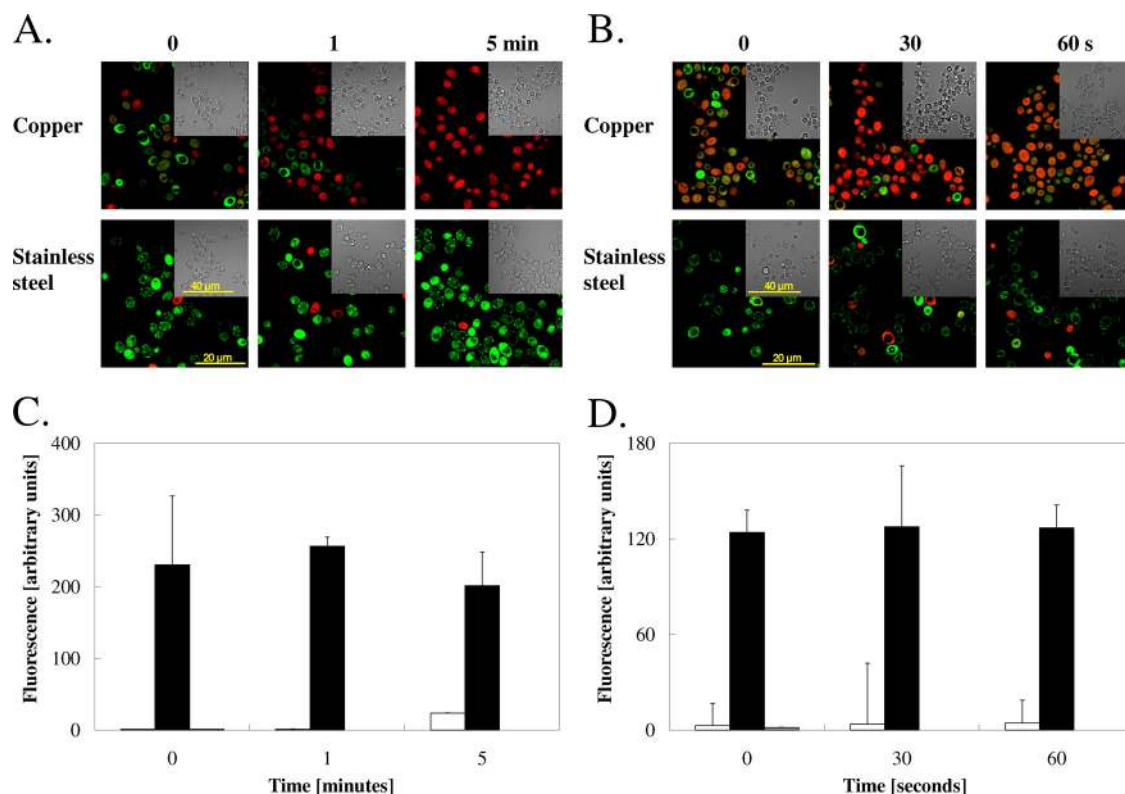 A.
0 1 5 min
Copper
Stainless
steel
40 µm
20 µm
B.
0 30 60 s
Copper
Stainless
steel
40 µm
20 µm
C.
400
300
200
100
0
Fluorescence [arbitrary units]
0 1 5
Time [minutes]
D.
180
120
60
0
Fluorescence [arbitrary units]
0 30 60
Time [seconds]